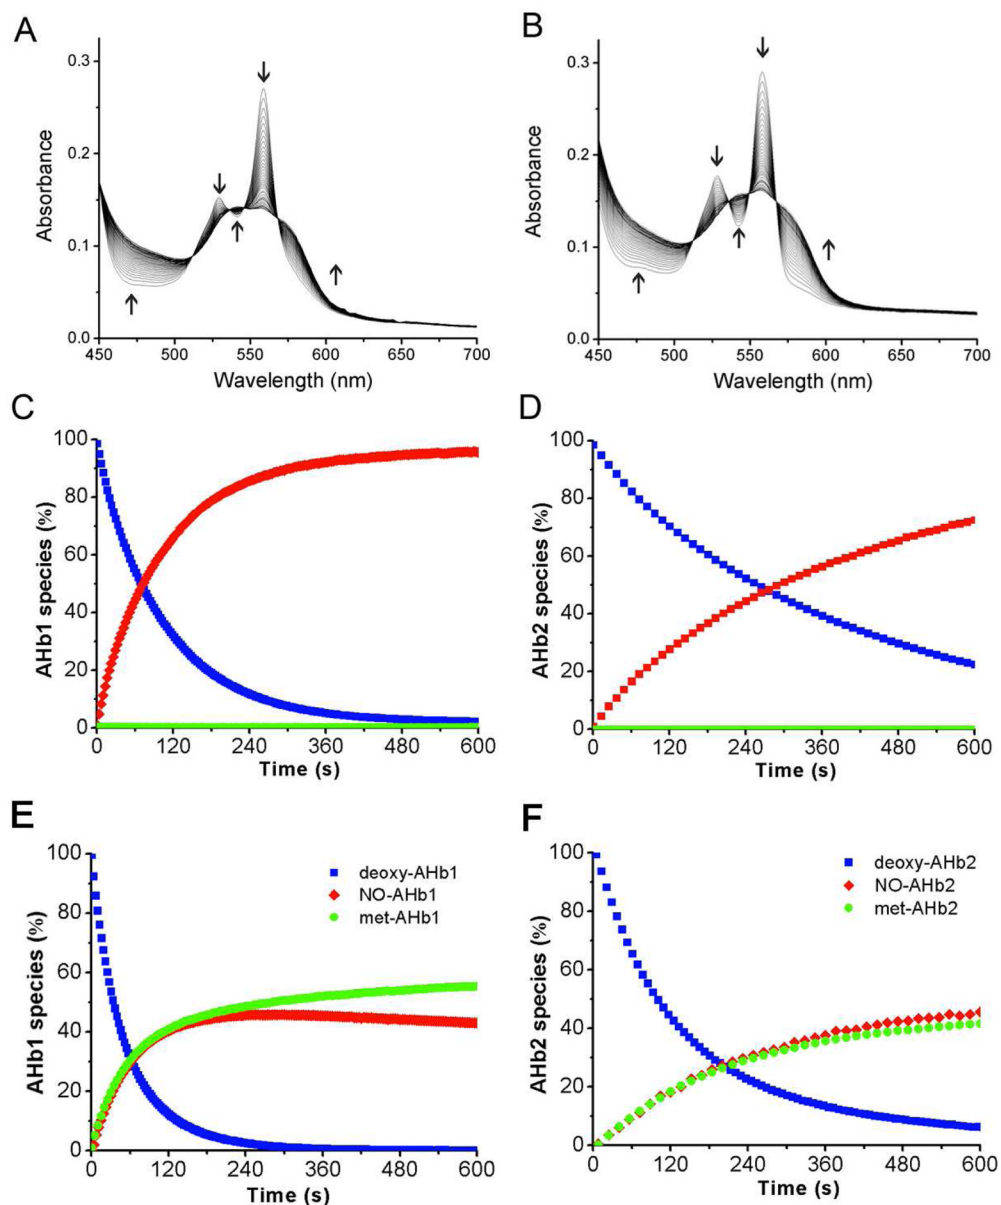 A
Absorbance
0.3
0.2
0.1
0.0
450 500 550 600 650 700
Wavelength (nm)
B
Absorbance
0.3
0.2
0.1
0.0
450 500 550 600 650 700
Wavelength (nm)
C
AHb1 species (%)
100
80
60
40
20
0
0 120 240 360 480 600
Time (s)
D
AHb2 species (%)
100
80
60
40
20
0
0 120 240 360 480 600
Time (s)
E
AHb1 species (%)
100
80
60
40
20
0
deoxy-AHb1
NO-AHb1
met-AHb1
0 120 240 360 480 600
Time (s)
F
AHb2 species (%)
100
80
60
40
20
0
deoxy-AHb2
NO-AHb2
met-AHb2
0 120 240 360 480 600
Time (s)